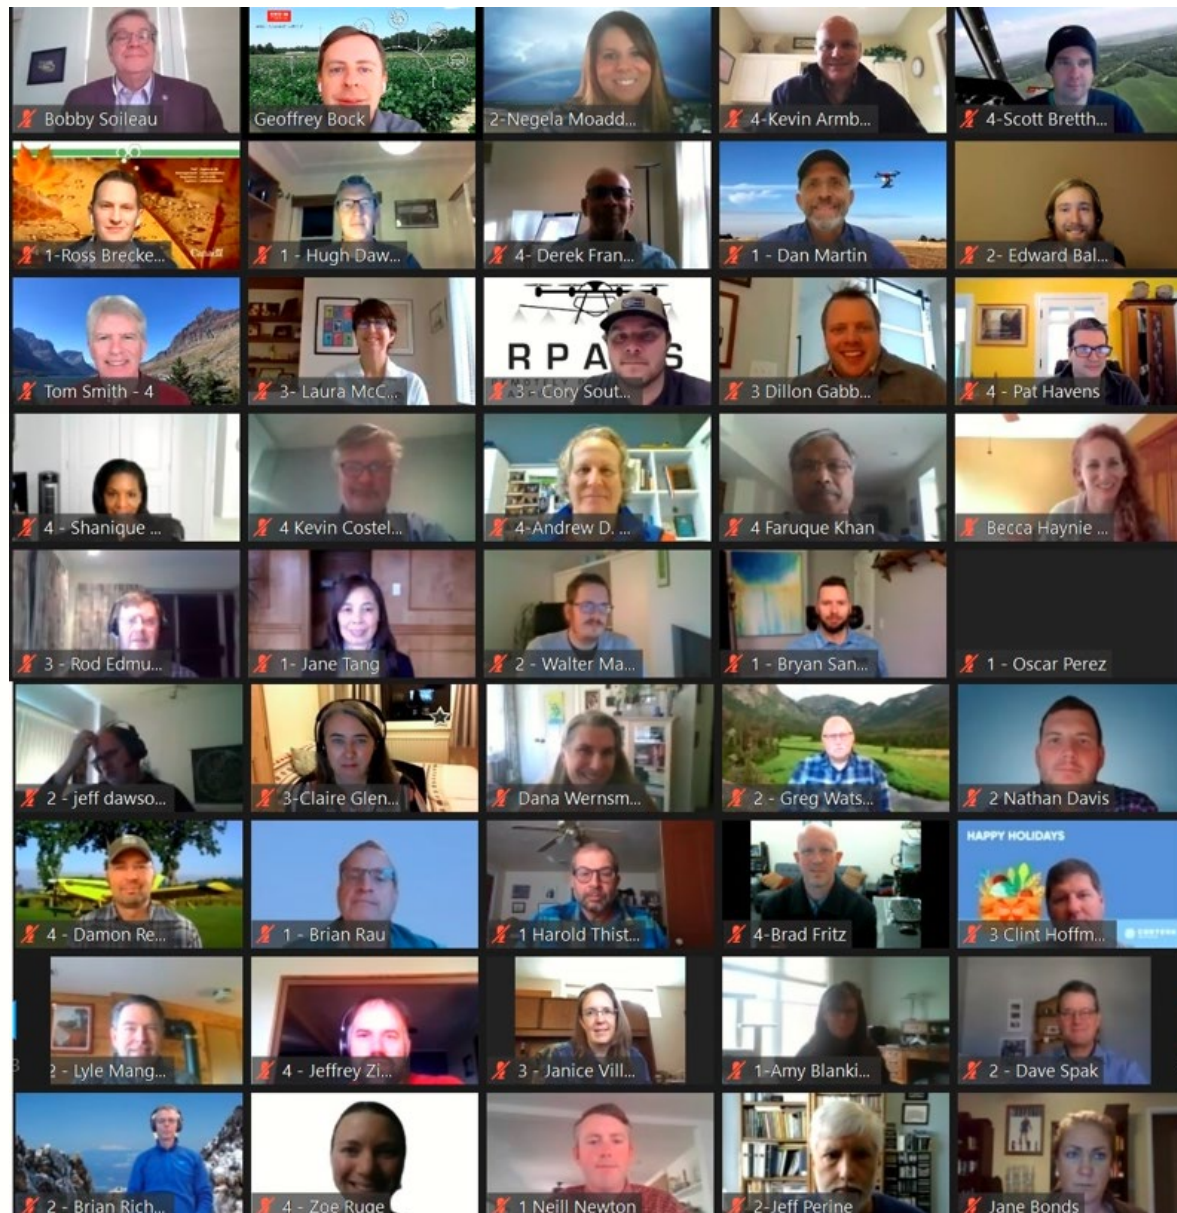 Bobby Soileau
Geoffrey Bock
2-Negela Moadd...
4-Kevin Armb...
4-Scott Bretth...
1-Ross Brecke...
Canada
1 - Hugh Daw...
4- Derek Fran...
1 - Dan Martin
2- Edward Bal...
Tom Smith - 4
3- Laura McC...
RPA S
3 - Cory Sout...
3 Dillon Gabb...
4 - Pat Havens
4 - Shanique ...
4 Kevin Costel...
4-Andrew D. ...
4 Faruque Khan
Becca Haynie ...
3 - Rod Edmu...
1- Jane Tang
2 - Walter Ma...
1 - Bryan San...
1 - Oscar Perez
2 - jeff dawso...
3-Claire Glen...
Dana Wernsm...
2 - Greg Wats...
2 Nathan Davis
HAPPY HOLIDAYS
4 - Damon Re...
1 - Brian Rau
1 Harold Thist...
4-Brad Fritz
3 Clint Hoffm...
2 - Lyle Mang...
4 - Jeffrey Zi...
3 - Janice Vill...
1-Amy Blanki...
2 - Dave Spak
2 - Brian Rich...
4 - Zoe Ruge
1 Neill Newton
2-Jeff Perine
Jane Bonds